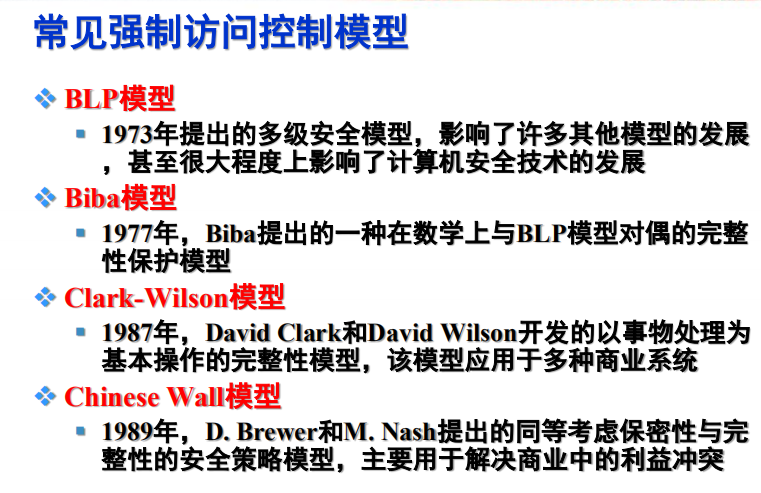 常见强制访问控制模型
BLP模型
1973年提出的多级安全模型，影响了许多其他模型的发展
，甚至很大程度上影响了计算机安全技术的发展
Biba模型
1977年，Biba提出的一种在数学上与BLP模型对偶的完整
性保护模型
Clark-Wilson模型
1987年，David Clark和David Wilson开发的以事物处理为
基本操作的完整性模型，该模型应用于多种商业系统
Chinese Wall模型
1989年，D. Brewer和M. Nash提出的同等考虑保密性与完
整性的安全策略模型，主要用于解决商业中的利益冲突